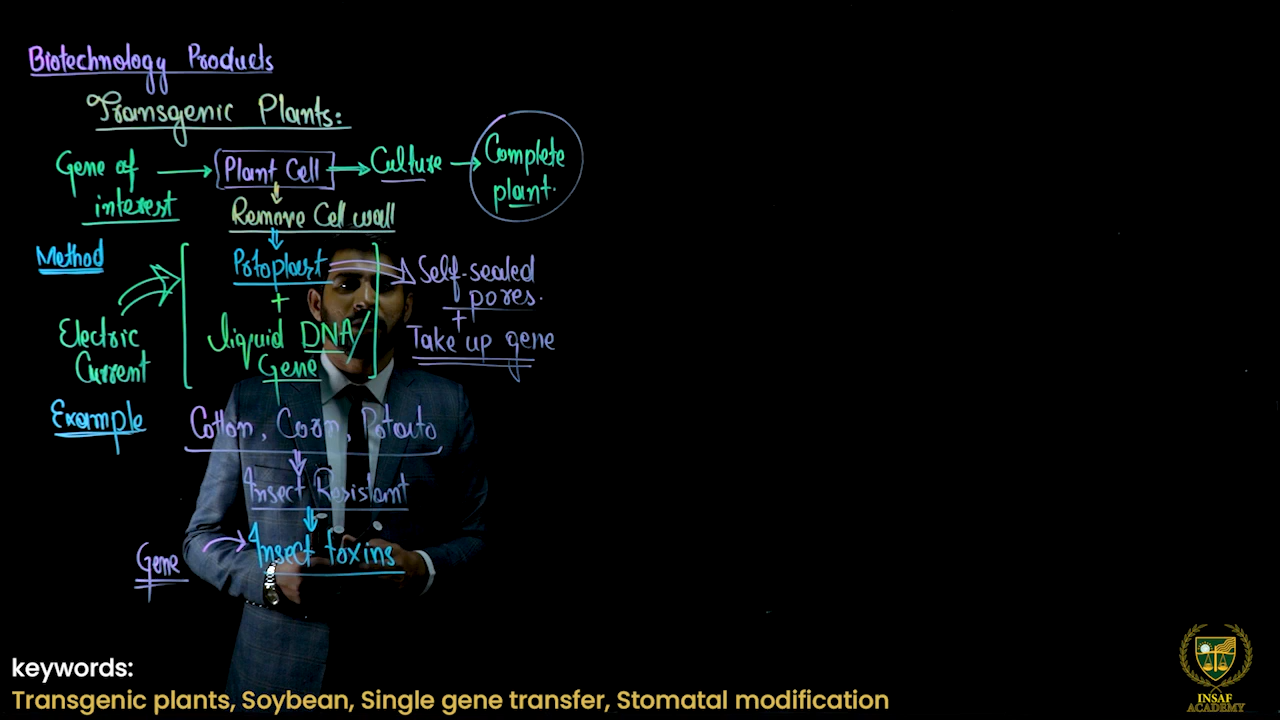 Biotechnology Products
Transgenic Plants:
Gene of interest → Plant Cell → Culture → Complete plant.
Remove Cell wall
Method
Protoplast
Self-sealed pores.
+
+
Electric Current
liquid DNA/ Gene
Take up gene
Example
Cotton, Corn, Potato
Insect Resistant
Gene
Insect toxins
keywords:
Transgenic plants, Soybean, Single gene transfer, Stomatal modification
INSAF
ACADEMY